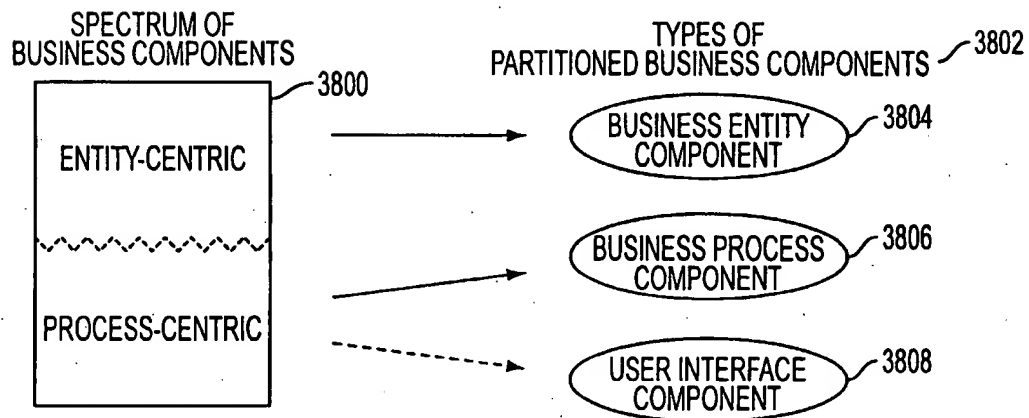 SPECTRUM OF
BUSINESS COMPONENTS
3800
ENTITY-CENTRIC
PROCESS-CENTRIC
TYPES OF
PARTITIONED BUSINESS COMPONENTS
3802
BUSINESS ENTITY
COMPONENT
3804
BUSINESS PROCESS
COMPONENT
3806
USER INTERFACE
COMPONENT
3808